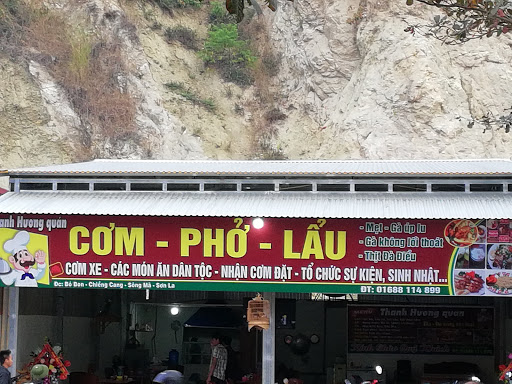 Thanh Hương quán
CƠM - PHỞ - LẨU
- Mẹt - Gà úp lu
- Gà không lối thoát
- Thịt Đà Điểu
CƠM XE - CÁC MÓN ĂN DÂN TỘC - NHẬN CƠM ĐẶT - TỔ CHỨC SỰ KIỆN, SINH NHẬT...
Đc: Bó Đon - Chiềng Cang - Sông Mã - Sơn La
ĐT: 01688 114 899
Thanh Hương quán